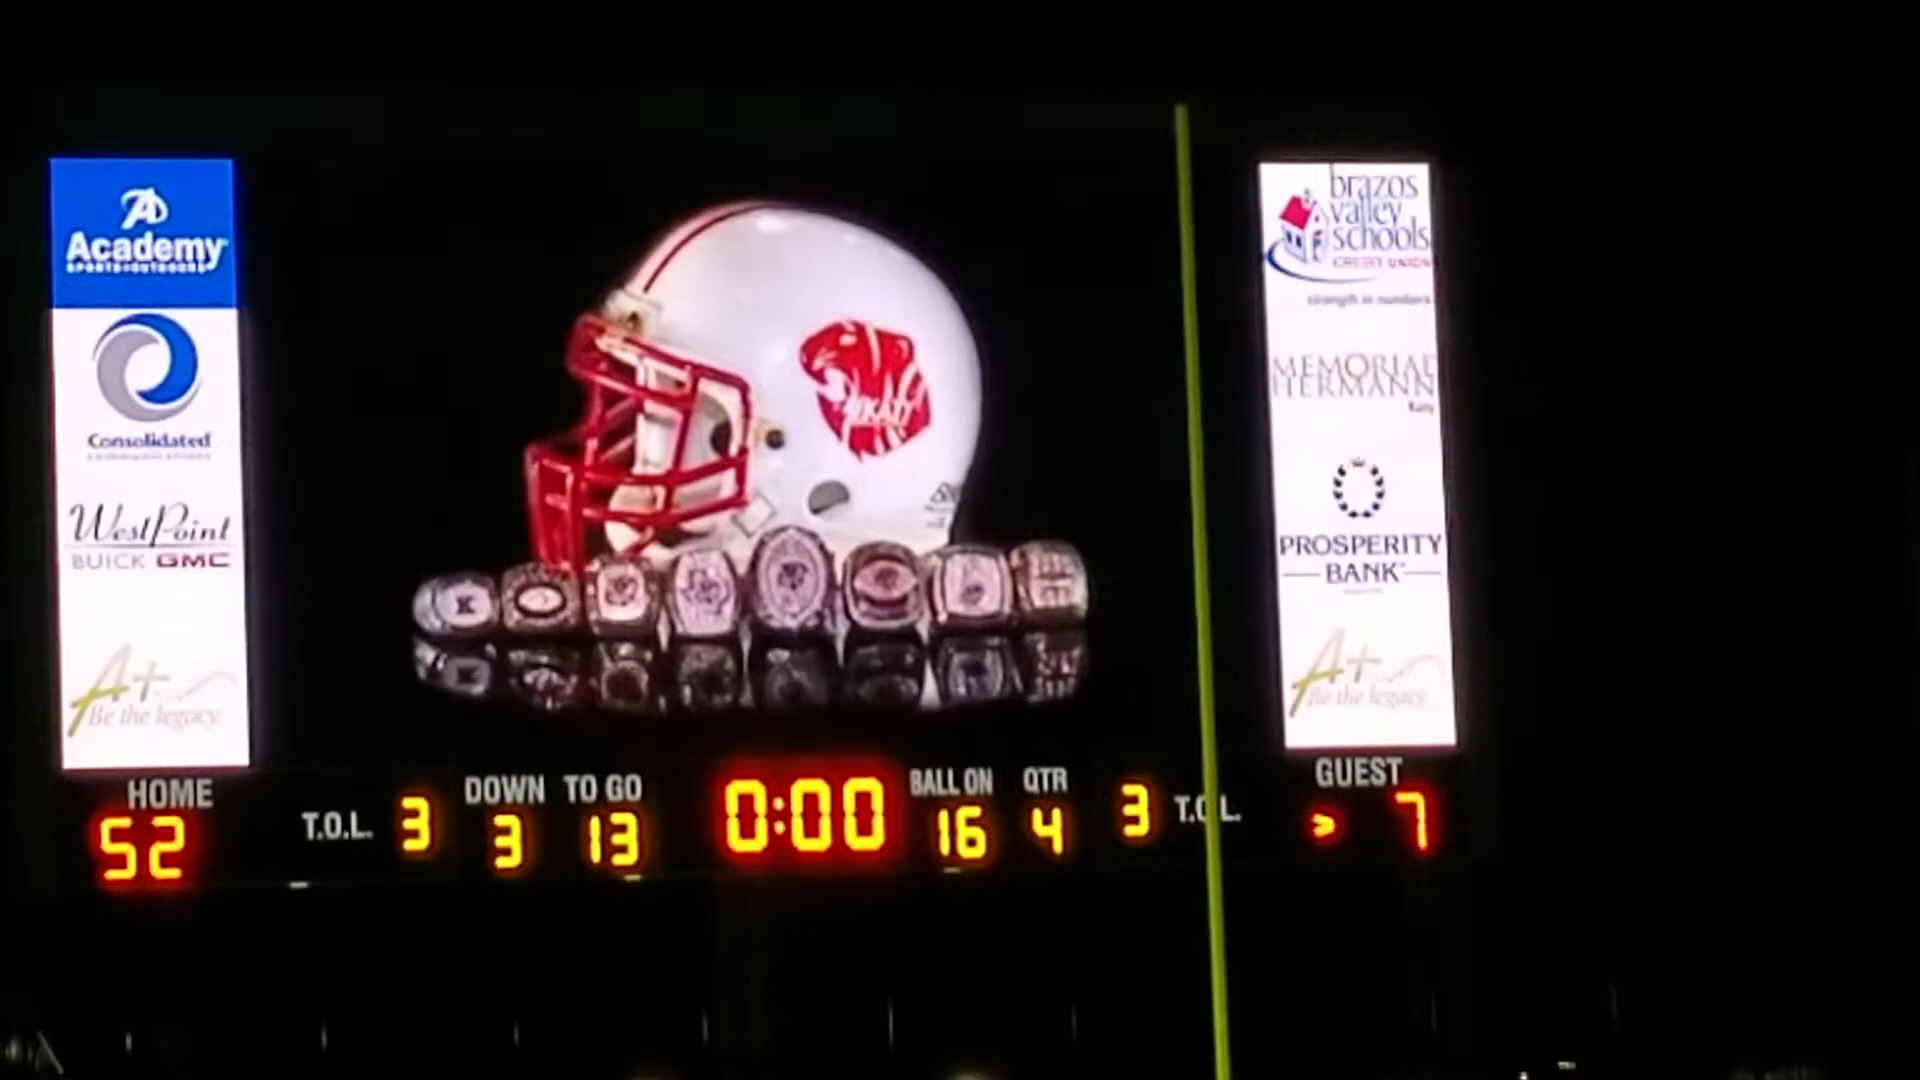 Academy
SPORTS+OUTDOORS
Consolidated
WestPoint
BUICK GMC
A+
Be the legacy.
KATY
K
brazos
valley
schools
CREDIT UNION
strength in numbers
MEMORIAL
HERMANN
Katy
PROSPERITY
BANK
A+
Be the legacy.
HOME
52
T.O.L. 3
DOWN
3
TO GO
13
0:00
BALL ON
16
QTR
4
3 T.O.L.
GUEST
> 7